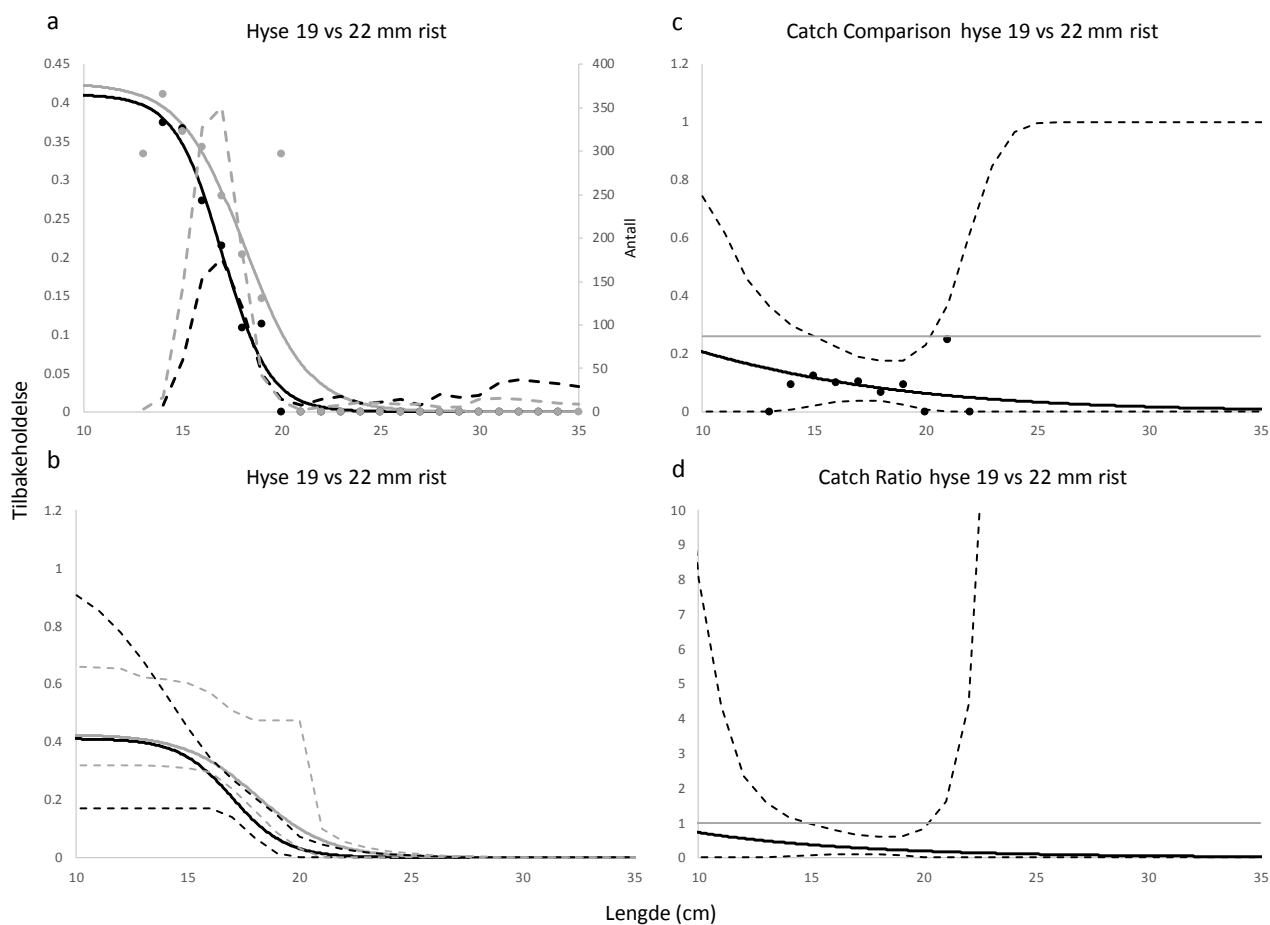 a
Hyse 19 vs 22 mm rist
0.45
0.4
0.35
0.3
0.25
0.2
0.15
0.1
0.05
0
400
350
300
250
200
150
100
50
0
Antall
10 15 20 25 30 35
c
Catch Comparison hyse 19 vs 22 mm rist
1.2
1
0.8
0.6
0.4
0.2
0
10 15 20 25 30 35
Tilbakeholdelse
b
Hyse 19 vs 22 mm rist
1.2
1
0.8
0.6
0.4
0.2
0
10 15 20 25 30 35
d
Catch Ratio hyse 19 vs 22 mm rist
10
9
8
7
6
5
4
3
2
1
0
10 15 20 25 30 35
Lengde (cm)